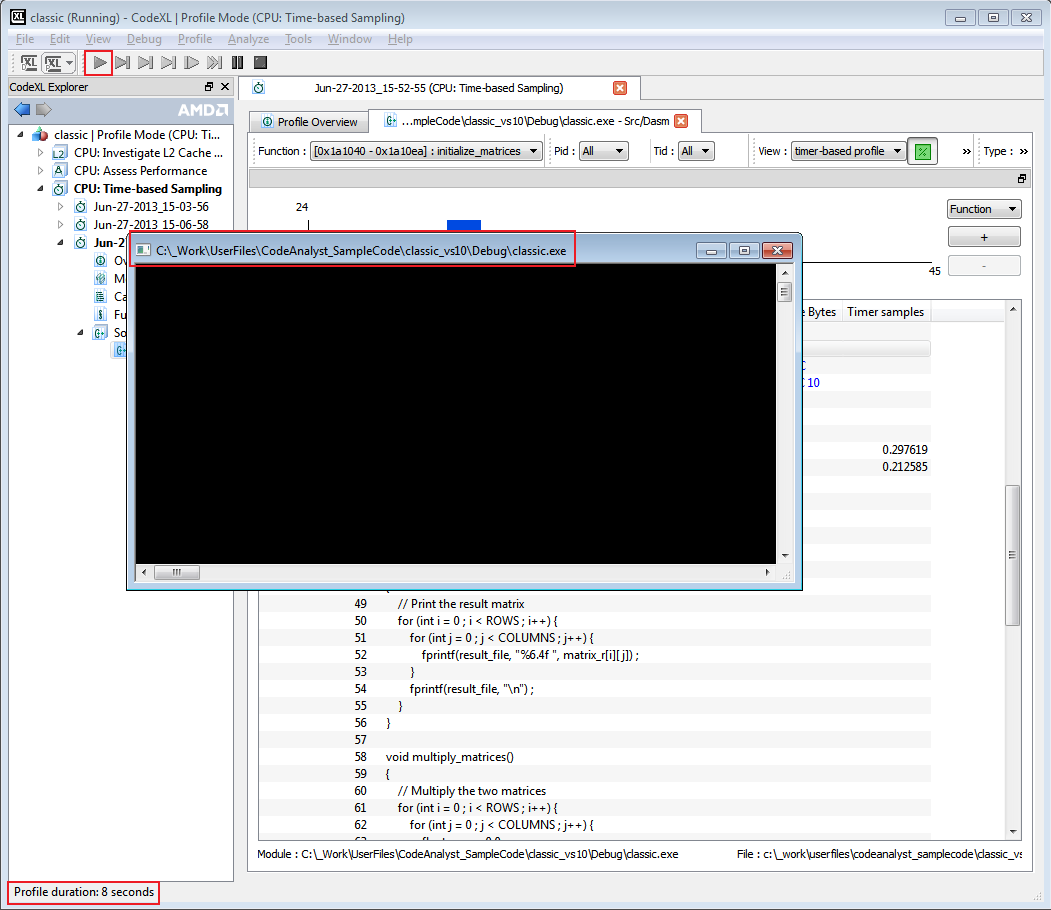 XL classic (Running) - CodeXL | Profile Mode (CPU: Time-based Sampling)
File Edit View Debug Profile Analyze Tools Window Help
XL XL
CodeXL Explorer
AMD
classic | Profile Mode (CPU: Ti...
L2 CPU: Investigate L2 Cache ...
A CPU: Assess Performance
CPU: Time-based Sampling
Jun-27-2013_15-03-56
Jun-27-2013_15-06-58
Jun-2
Ov
M
Ca
Fu
So
Jun-27-2013_15-52-55 (CPU: Time-based Sampling)
Profile Overview
...mpleCode\classic_vs10\Debug\classic.exe - Src/Dasm
Function : [0x1a1040 - 0x1a10ea] : initialize_matrices Pid : All Tid : All View : timer-based profile % » Type : »
24
Function
+
-
45
C:\_Work\UserFiles\CodeAnalyst_SampleCode\classic_vs10\Debug\classic.exe
e Bytes Timer samples
C
10
0.297619
0.212585
49 // Print the result matrix
50 for (int i = 0 ; i < ROWS ; i++) {
51 for (int j = 0 ; j < COLUMNS ; j++) {
52 fprintf(result_file, "%6.4f ", matrix_r[i][j]) ;
53 }
54 fprintf(result_file, "\n") ;
55 }
56 }
57
58 void multiply_matrices()
59 {
60 // Multiply the two matrices
61 for (int i = 0 ; i < ROWS ; i++) {
62 for (int j = 0 ; j < COLUMNS ; j++) {
Module : C:\_Work\UserFiles\CodeAnalyst_SampleCode\classic_vs10\Debug\classic.exe
File : c:\_work\userfiles\codeanalyst_samplecode\classic_vs
Profile duration: 8 seconds